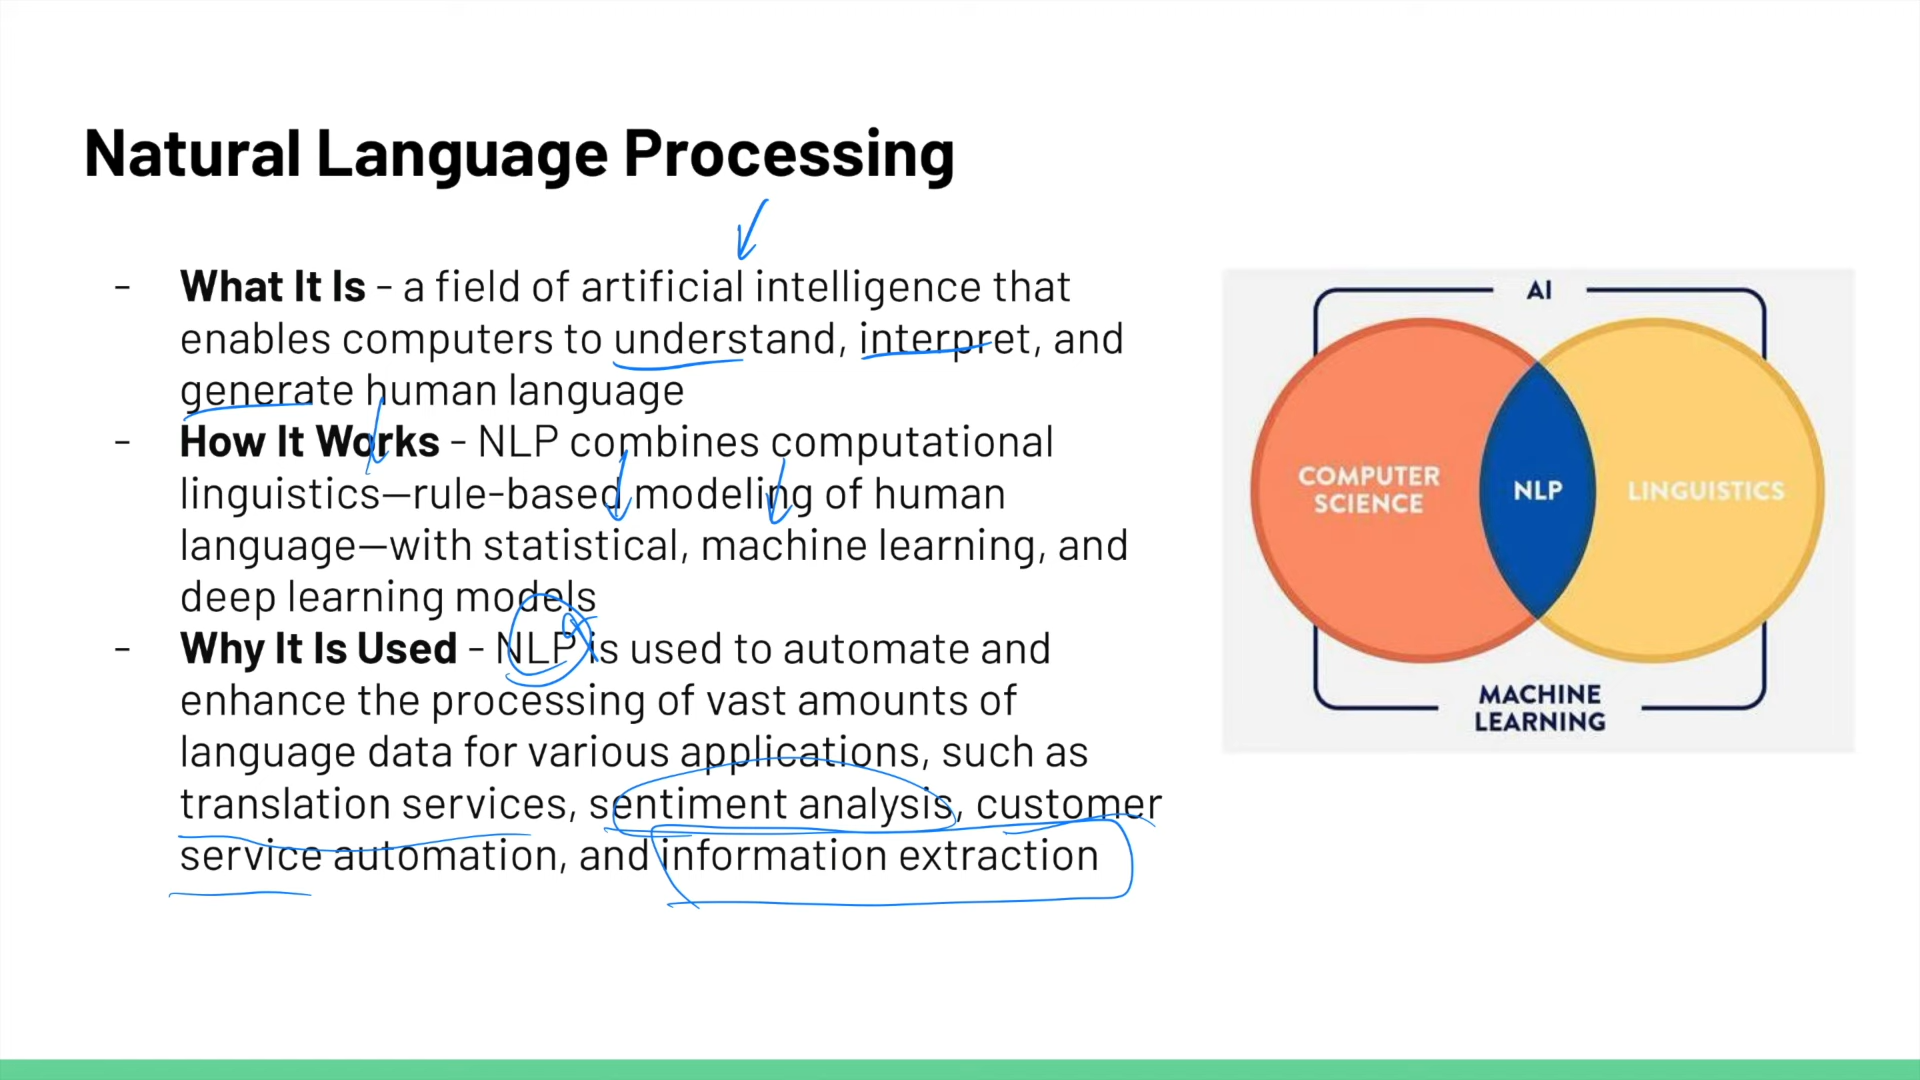 Natural Language Processing
- What It Is - a field of artificial intelligence that
enables computers to understand, interpret, and
generate human language
- How It Works - NLP combines computational
linguistics—rule-based modeling of human
language—with statistical, machine learning, and
deep learning models
- Why It Is Used - NLP is used to automate and
enhance the processing of vast amounts of
language data for various applications, such as
translation services, sentiment analysis, customer
service automation, and information extraction
AI
COMPUTER
SCIENCE
NLP
LINGUISTICS
MACHINE
LEARNING